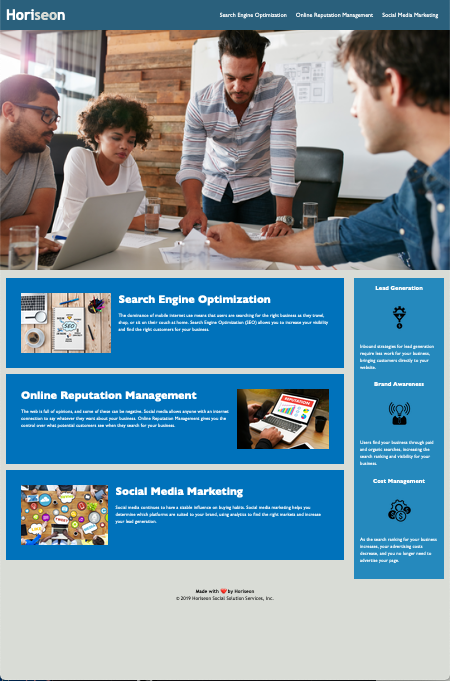 Horiseon
Search Engine Optimization
Online Reputation Management
Social Media Marketing
Search Engine Optimization
The dominance of mobile internet use means that users are searching for the right business as they travel,
shop, or sit on their couch at home. Search Engine Optimization (SEO) allows you to increase your visibility
and find the right customers for your business.
SEO
Online Reputation Management
The web is full of opinions, and some of these can be negative. Social media allows anyone with an internet
connection to say whatever they want about your business. Online Reputation Management gives you the
control over what potential customers see when they search for your business.
REPUTATION
Social Media Marketing
Social media continues to have a sizable influence on buying habits. Social media marketing helps you
determine which platforms are suited to your brand, using analytics to find the right markets and increase
your lead generation.
Lead Generation
Inbound strategies for lead generation
require less work for your business,
bringing customers directly to your
website.
Brand Awareness
Users find your business through paid
and organic searches, increasing the
search ranking and visibility for your
business.
Cost Management
As the search ranking for your business
increases, your advertising costs
decrease, and you no longer need to
advertise your page.
Made with ❤️ by Horiseon
© 2019 Horiseon Social Solution Services, Inc.